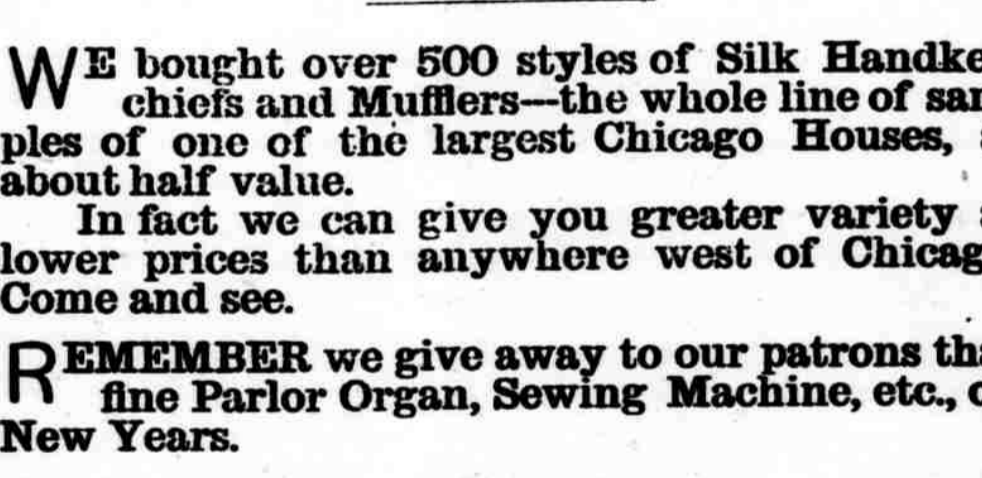 WE bought over 500 styles of Silk Handke
chiefs and Mufflers—the whole line of sam
ples of one of the largest Chicago Houses,
about half value.
In fact we can give you greater variety
lower prices than anywhere west of Chicag
Come and see.
REMEMBER we give away to our patrons tha
fine Parlor Organ, Sewing Machine, etc., o
New Years.